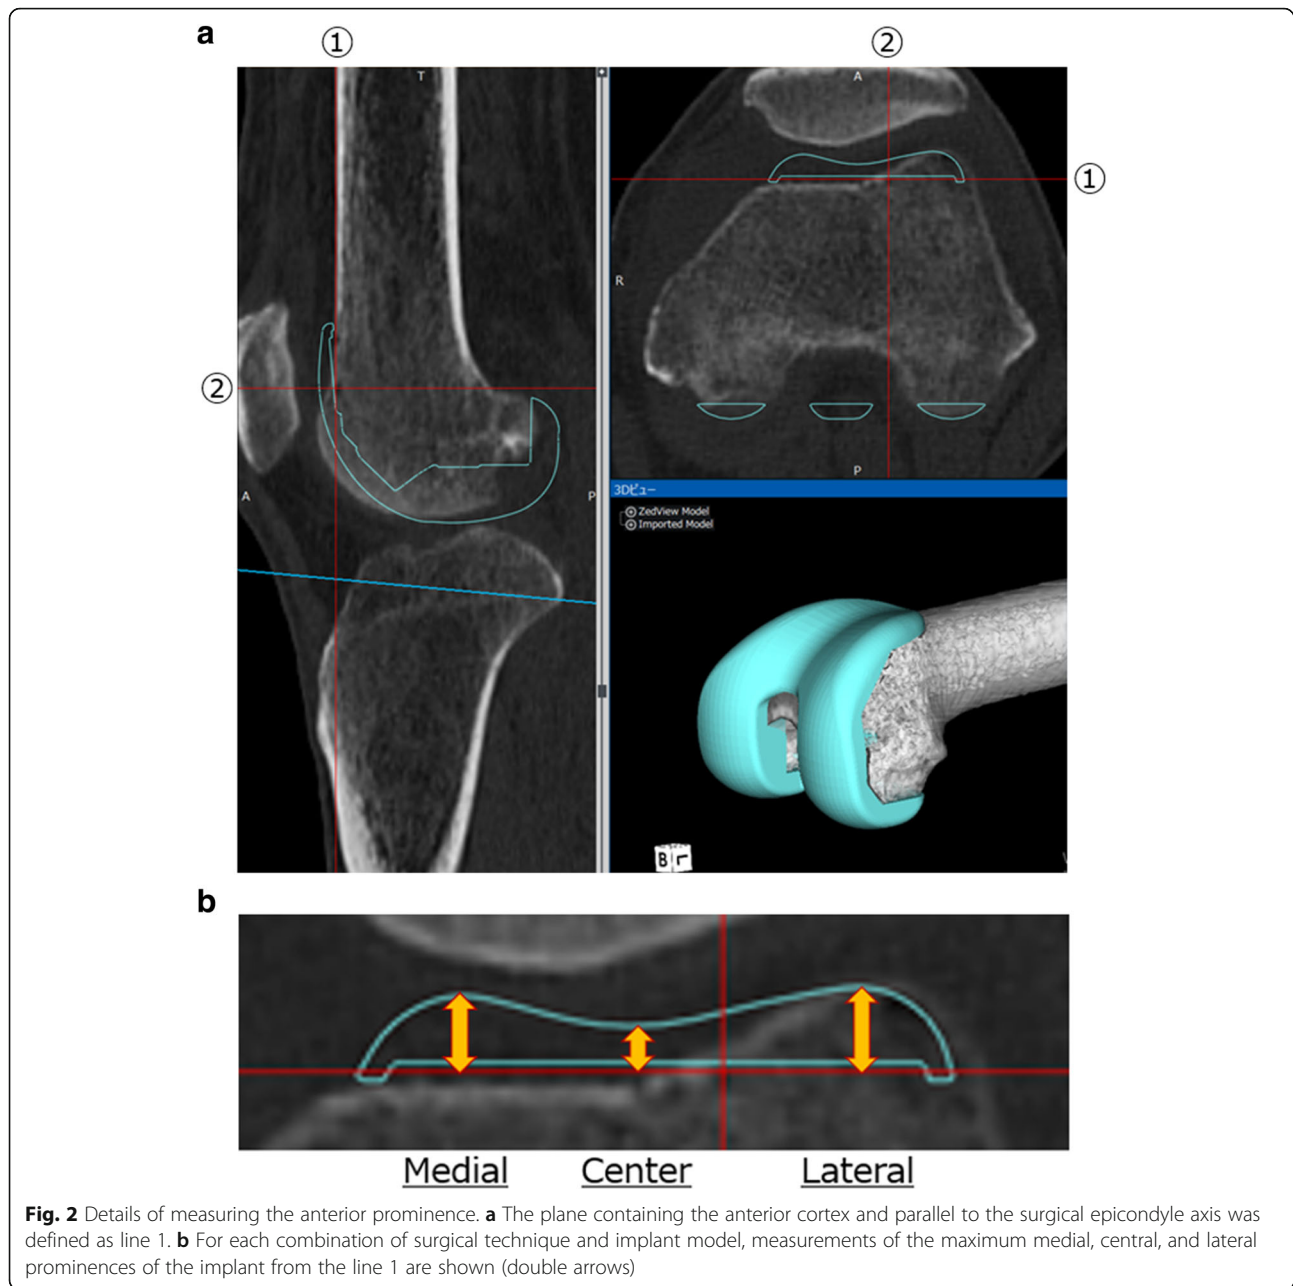 a
① ②
T
A
①
R
②
A
P
P
3Dビュー
ZedView Model
Imported Model
B
b
Medial Center Lateral
Fig. 2 Details of measuring the anterior prominence. a The plane containing the anterior cortex and parallel to the surgical epicondyle axis was
defined as line 1. b For each combination of surgical technique and implant model, measurements of the maximum medial, central, and lateral
prominences of the implant from the line 1 are shown (double arrows)